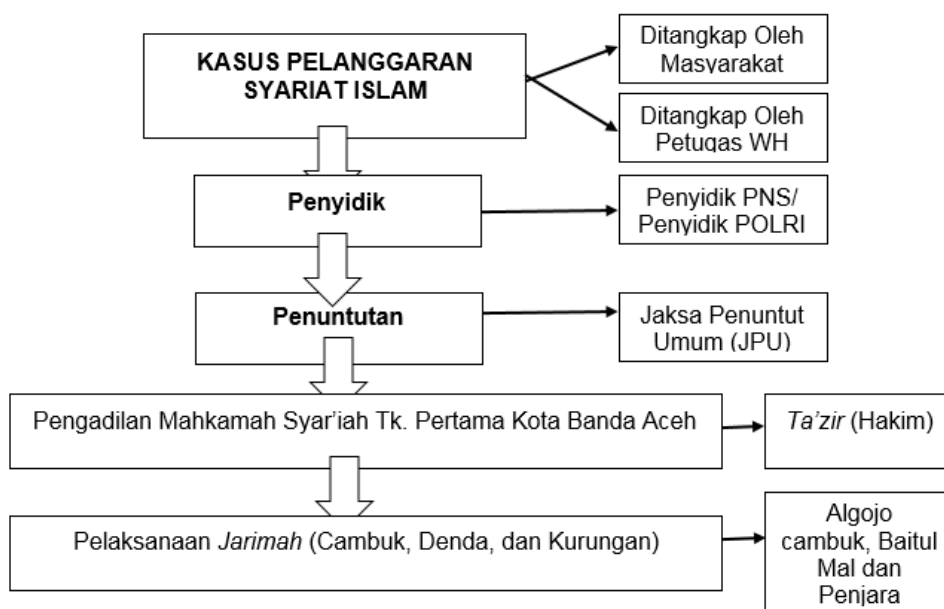 KASUS PELANGGARAN
SYARIAT ISLAM
Ditangkap Oleh
Masyarakat
Ditangkap Oleh
Petugas WH
Penyidik
Penyidik PNS/
Penyidik POLRI
Penuntutan
Jaksa Penuntut
Umum (JPU)
Pengadilan Mahkamah Syar’iah Tk. Pertama Kota Banda Aceh
Ta’zir (Hakim)
Pelaksanaan Jarimah (Cambuk, Denda, dan Kurungan)
Algojo
cambuk, Baitul
Mal dan
Penjara